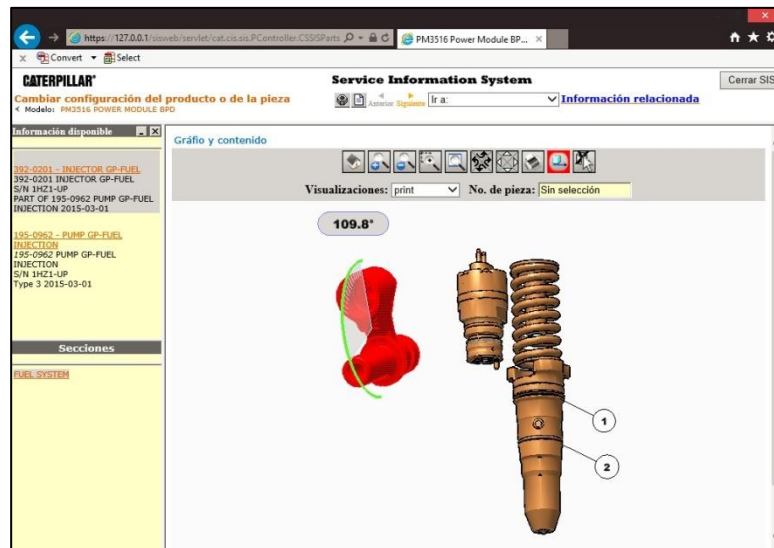 https://127.0.0.1/sisweb/servlet/cat.cis.sis.PController.CSSISParts
PM3516 Power Module BP...
x Convert Select
CATERPILLAR®
Service Information System
Cerrar SIS
Cambiar configuración del producto o de la pieza
< Modelo: PM3516 POWER MODULE BPD
Anterior Siguiente Ir a: Información relacionada
Información disponible
Gráfio y contenido
392-0201 - INJECTOR GP-FUEL
392-0201 INJECTOR GP-FUEL
S/N 1HZ1-UP
PART OF 195-0962 PUMP GP-FUEL
INJECTION 2015-03-01
195-0962 - PUMP GP-FUEL
INJECTION
195-0962 PUMP GP-FUEL
INJECTION
S/N 1HZ1-UP
Type 3 2015-03-01
Secciones
FUEL SYSTEM
Visualizaciones: print No. de pieza: Sin selección
109.8°
1
2